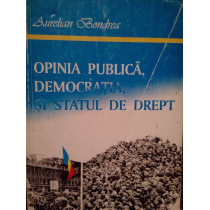 Aurelian Bondrea
OPINIA PUBLICĂ,
DEMOCRAȚIA
ȘI STATUL DE DREPT